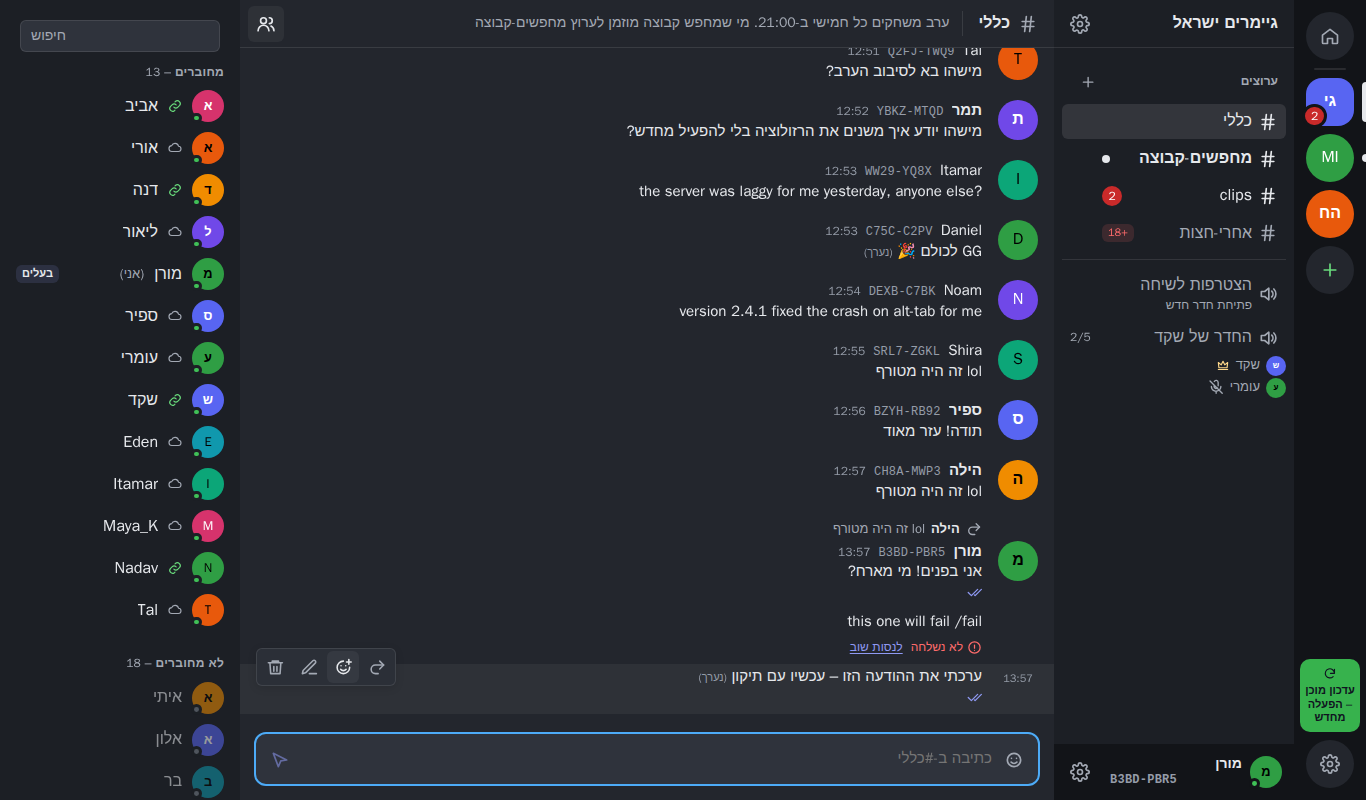 גי
2
MI
הח
עדכון מוכן – הפעלה מחדש
גיימרים ישראל
ערוצים
כללי
מחפשים-קבוצה
clips
2
אחרי-חצות
18+
הצטרפות לשיחה
פתיחת חדר חדש
החדר של שקד
2/5
ש שקד
ע עומרי
מ מורן
B3BD-PBR5
כללי
ערב משחקים כל חמישי ב-21:00. מי שמחפש קבוצה מוזמן לערוץ מחפשים-קבוצה
T
Tal Q2FJ-TWQ9 12:51
מישהו בא לסיבוב הערב?
ת
תמר YBKZ-MTQD 12:52
מישהו יודע איך משנים את הרזולוציה בלי להפעיל מחדש?
I
Itamar WW29-YQ8X 12:53
the server was laggy for me yesterday, anyone else?
D
Daniel C75C-C2PV 12:53
GG לכולם 🎉 (נערך)
N
Noam DEXB-C7BK 12:54
version 2.4.1 fixed the crash on alt-tab for me
S
Shira SRL7-ZGKL 12:55
lol זה היה מטורף
ס
ספיר BZYH-RB92 12:56
תודה! עזר מאוד
ה
הילה CH8A-MWP3 12:57
lol זה היה מטורף
הילה lol זה היה מטורף
מ
מורן B3BD-PBR5 13:57
אני בפנים! מי מארח?
this one will fail /fail
לא נשלחה לנסות שוב
13:57 ערכתי את ההודעה הזו – עכשיו עם תיקון (נערך)
כתיבה ב-#כללי
חיפוש
מחוברים – 13
א אביב
א אורי
ד דנה
ל ליאור
מ מורן (אני) בעלים
ס ספיר
ע עומרי
ש שקד
E Eden
I Itamar
M Maya_K
N Nadav
T Tal
לא מחוברים – 18
א איתי
א אלון
ב בר